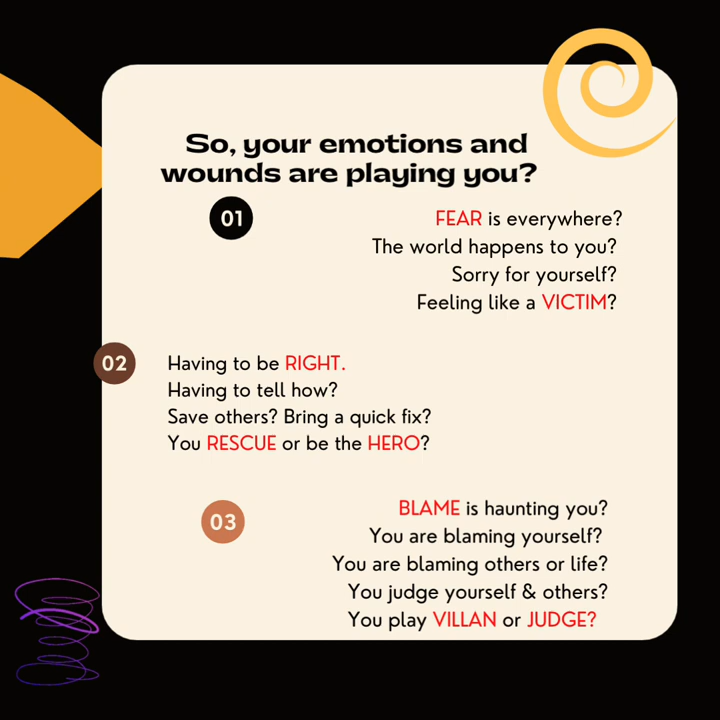 So, your emotions and
wounds are playing you?
01
FEAR is everywhere?
The world happens to you?
Sorry for yourself?
Feeling like a VICTIM?
02
Having to be RIGHT.
Having to tell how?
Save others? Bring a quick fix?
You RESCUE or be the HERO?
03
BLAME is haunting you?
You are blaming yourself?
You are blaming others or life?
You judge yourself & others?
You play VILLAN or JUDGE?